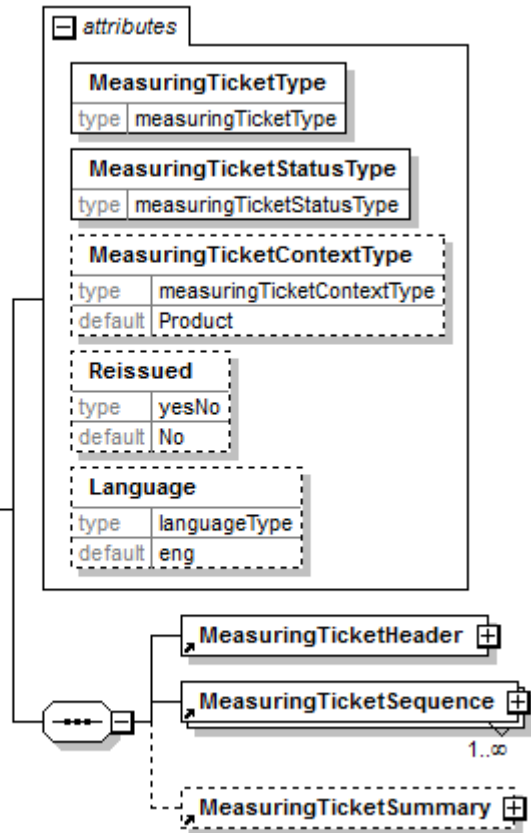 attributes
MeasuringTicketType
type measuringTicketType
MeasuringTicketStatusType
type measuringTicketStatusType
MeasuringTicketContextType
type measuringTicketContextType
default Product
Reissued
type yesNo
default No
Language
type languageType
default eng
MeasuringTicketHeader
MeasuringTicketSequence
1..∞
MeasuringTicketSummary